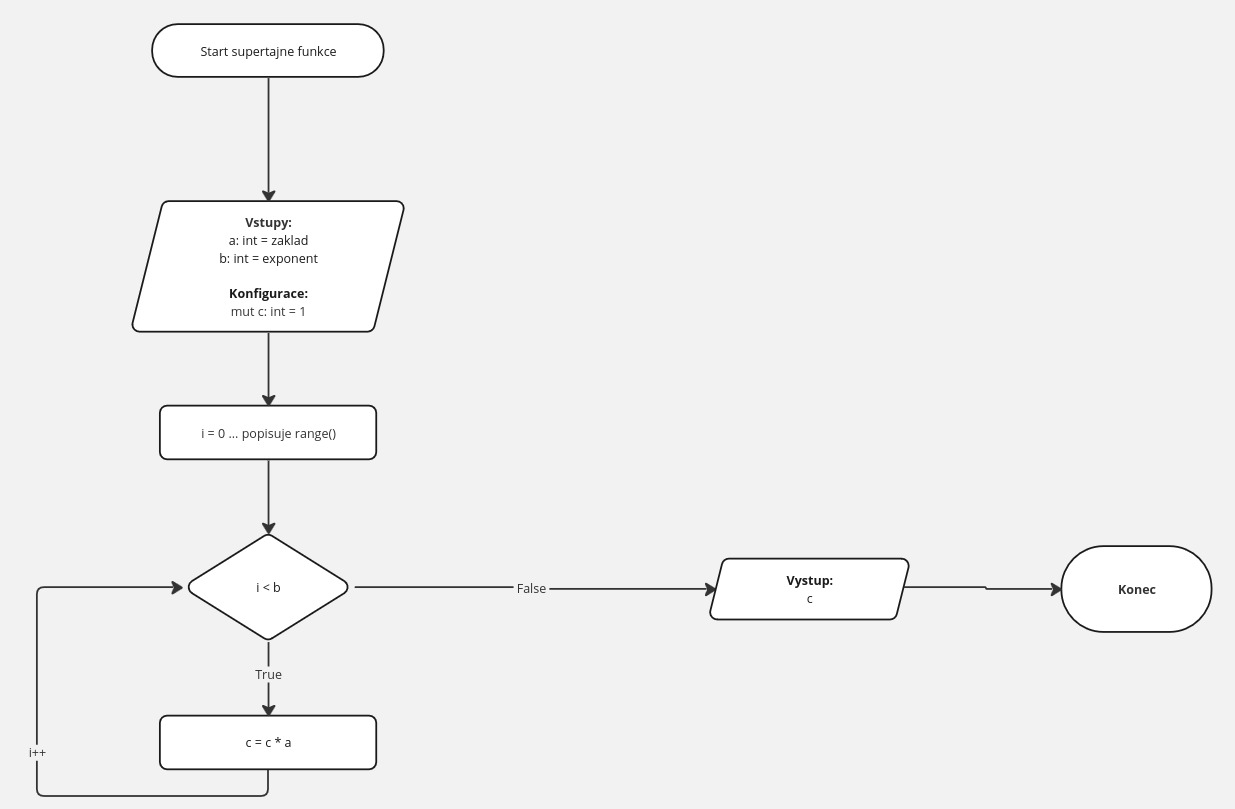 Start supertajne funkce
Vstupy:
a: int = zaklad
b: int = exponent
Konfigurace:
mut c: int = 1
i = 0 ... popisuje range()
i < b
False
Vystup:
c
Konec
True
c = c * a
i++